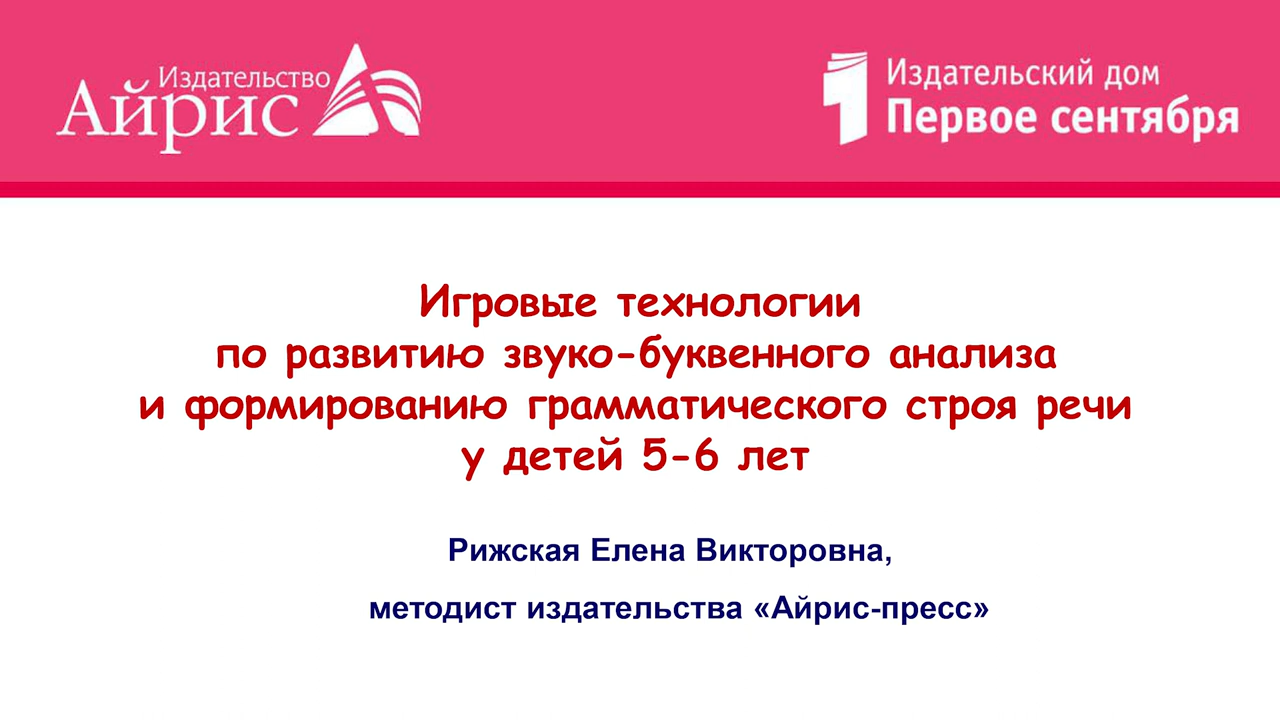 Издательство
Айрис
Издательский дом
Первое сентября
Игровые технологии
по развитию звуко-буквенного анализа
и формированию грамматического строя речи
у детей 5-6 лет
Рижская Елена Викторовна,
методист издательства «Айрис-пресс»